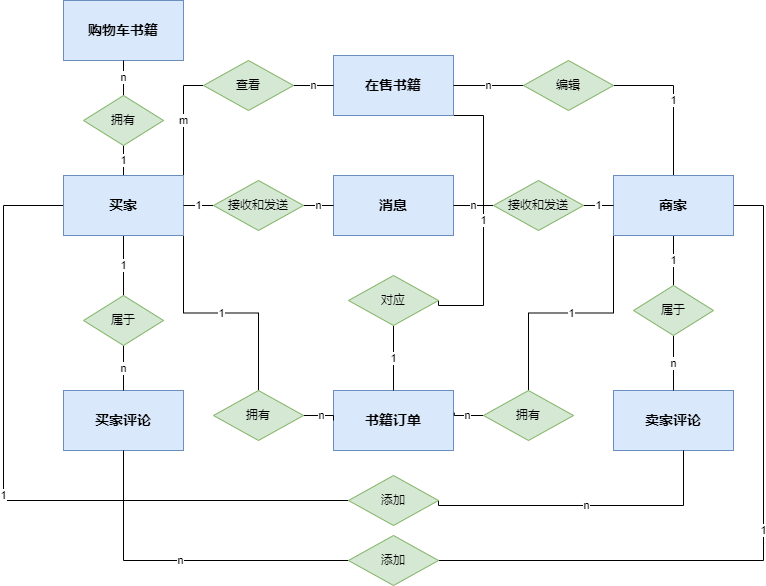 购物车书籍
n
拥有
1
查看
n
m
在售书籍
n
编辑
1
买家
1
接收和发送
n
消息
n
接收和发送
1
商家
1
1
属于
n
买家评论
对应
1
1
拥有
n
书籍订单
n
拥有
1
1
属于
n
卖家评论
1
添加
n
n
添加
1